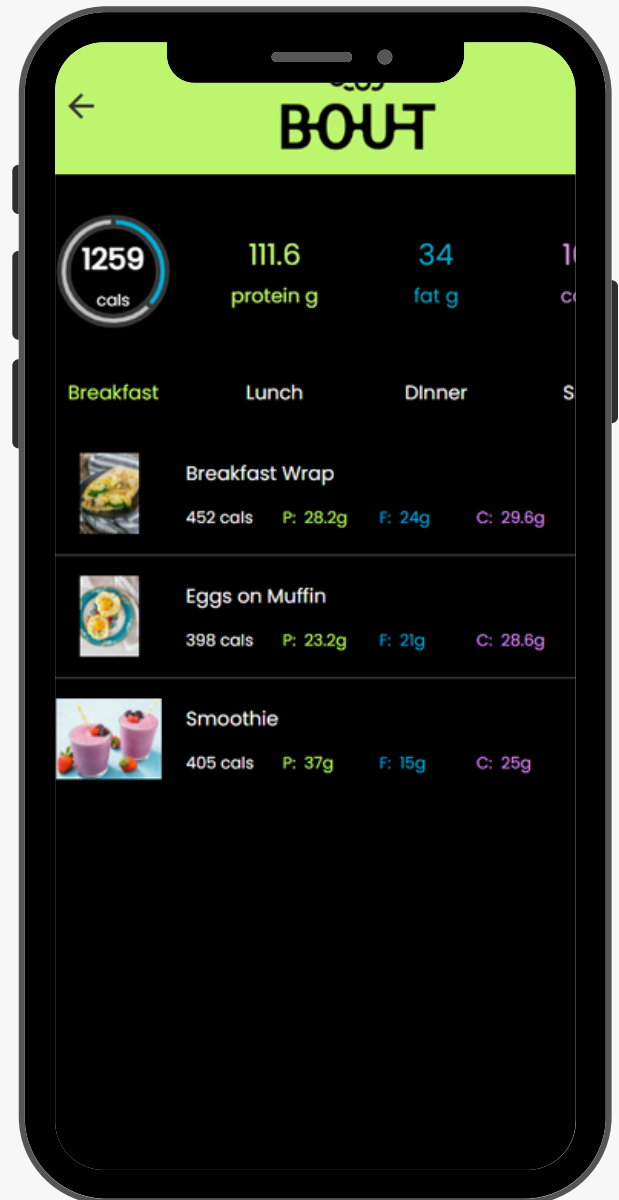 BOUT
1259
cals
111.6
protein g
34
fat g
Breakfast Lunch DInner
Breakfast Wrap
452 cals P: 28.2g F: 24g C: 29.6g
Eggs on Muffin
398 cals P: 23.2g F: 21g C: 28.6g
Smoothie
405 cals P: 37g F: 15g C: 25g